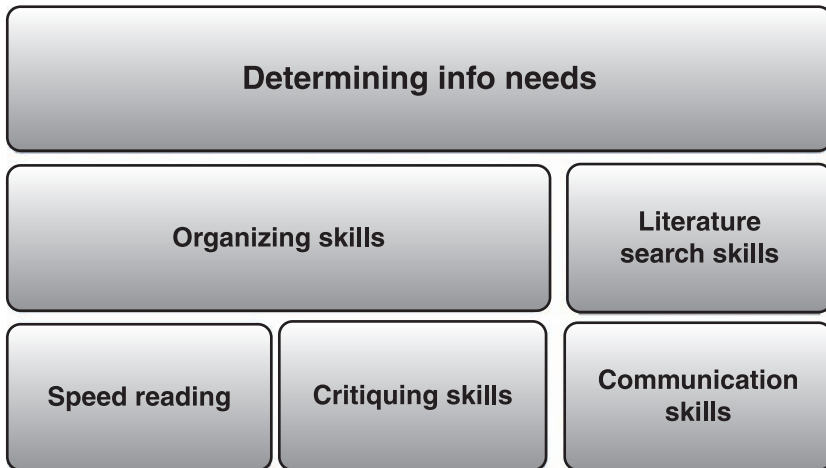 Determining info needs
Organizing skills
Literature
search skills
Speed reading
Critiquing skills
Communication
skills